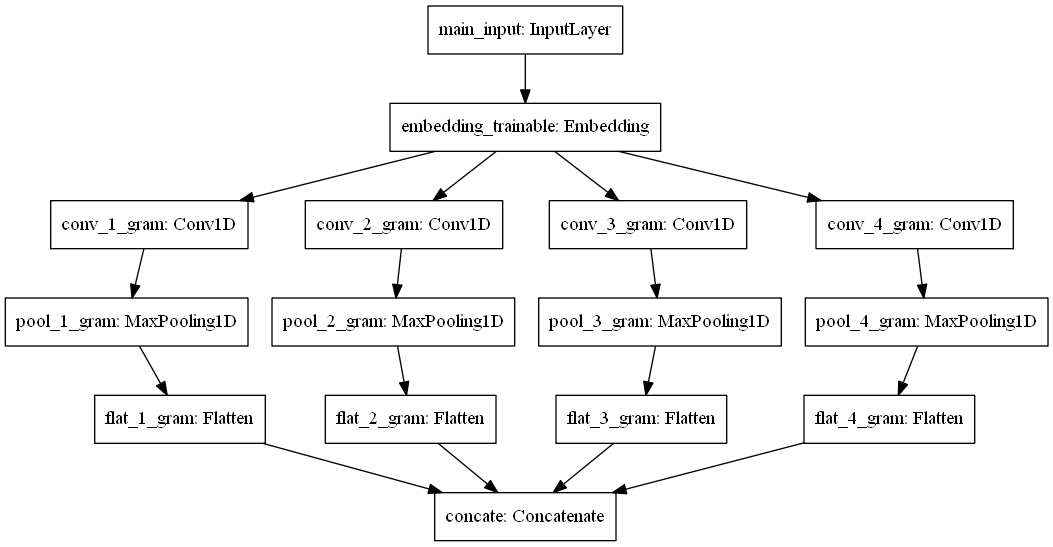 main_input: InputLayer
embedding_trainable: Embedding
conv_1_gram: Conv1D
conv_2_gram: Conv1D
conv_3_gram: Conv1D
conv_4_gram: Conv1D
pool_1_gram: MaxPooling1D
pool_2_gram: MaxPooling1D
pool_3_gram: MaxPooling1D
pool_4_gram: MaxPooling1D
flat_1_gram: Flatten
flat_2_gram: Flatten
flat_3_gram: Flatten
flat_4_gram: Flatten
concate: Concatenate